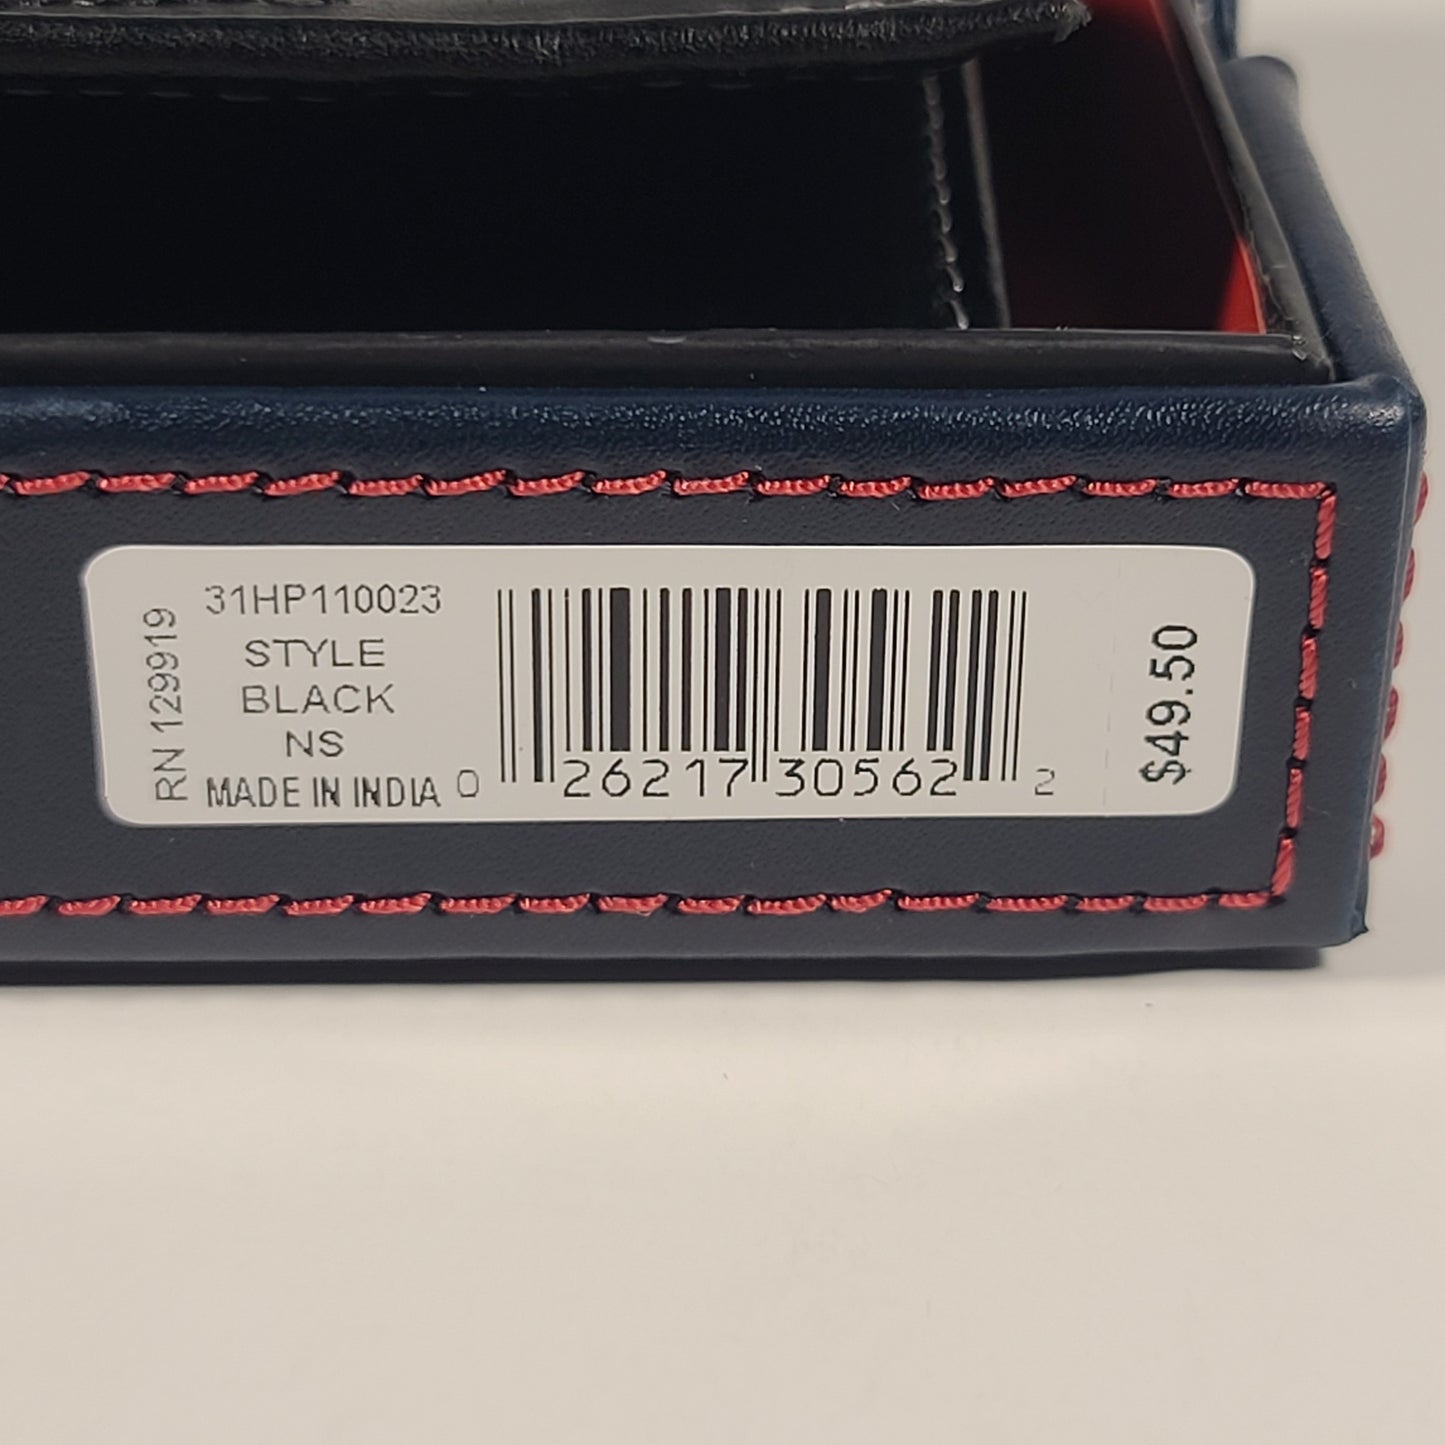 RN 129919
31HP110023
STYLE
BLACK
NS
MADE IN INDIA
0 26217 30562 2
$49.50